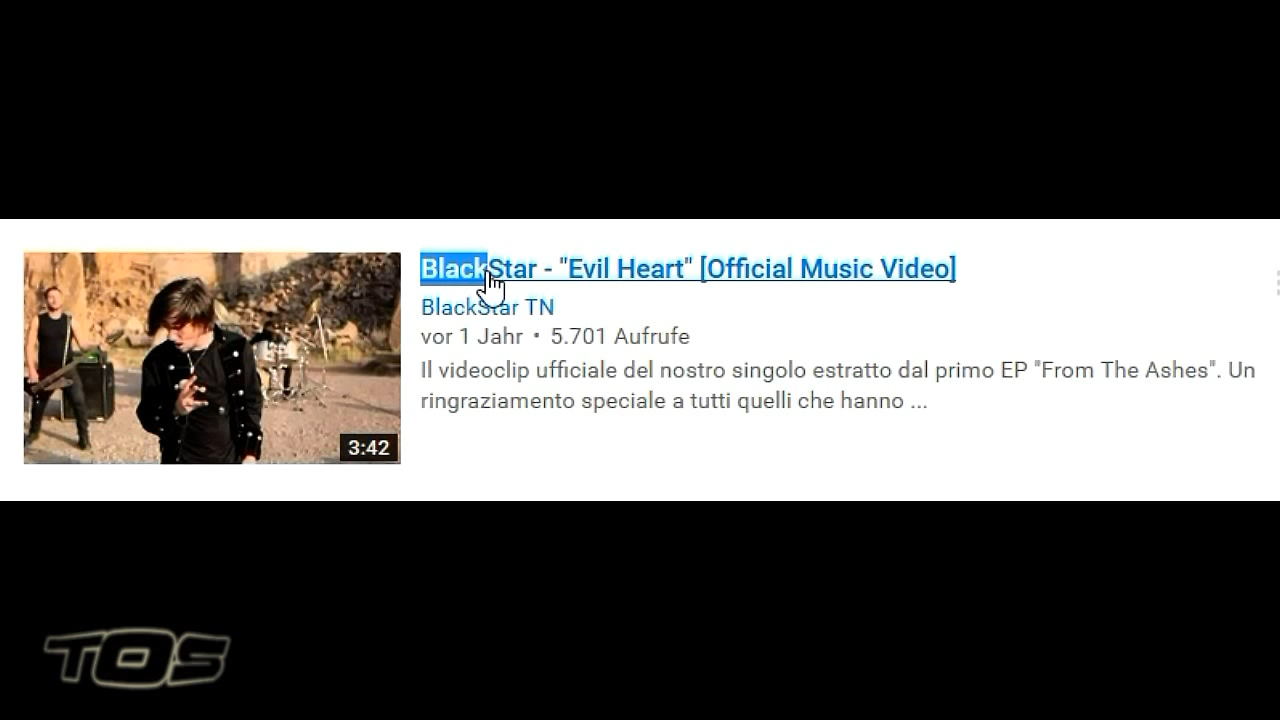 BlackStar - "Evil Heart" [Official Music Video]
BlackStar TN
vor 1 Jahr • 5.701 Aufrufe
Il videoclip ufficiale del nostro singolo estratto dal primo EP "From The Ashes". Un
ringraziamento speciale a tutti quelli che hanno ...
3:42
TOS